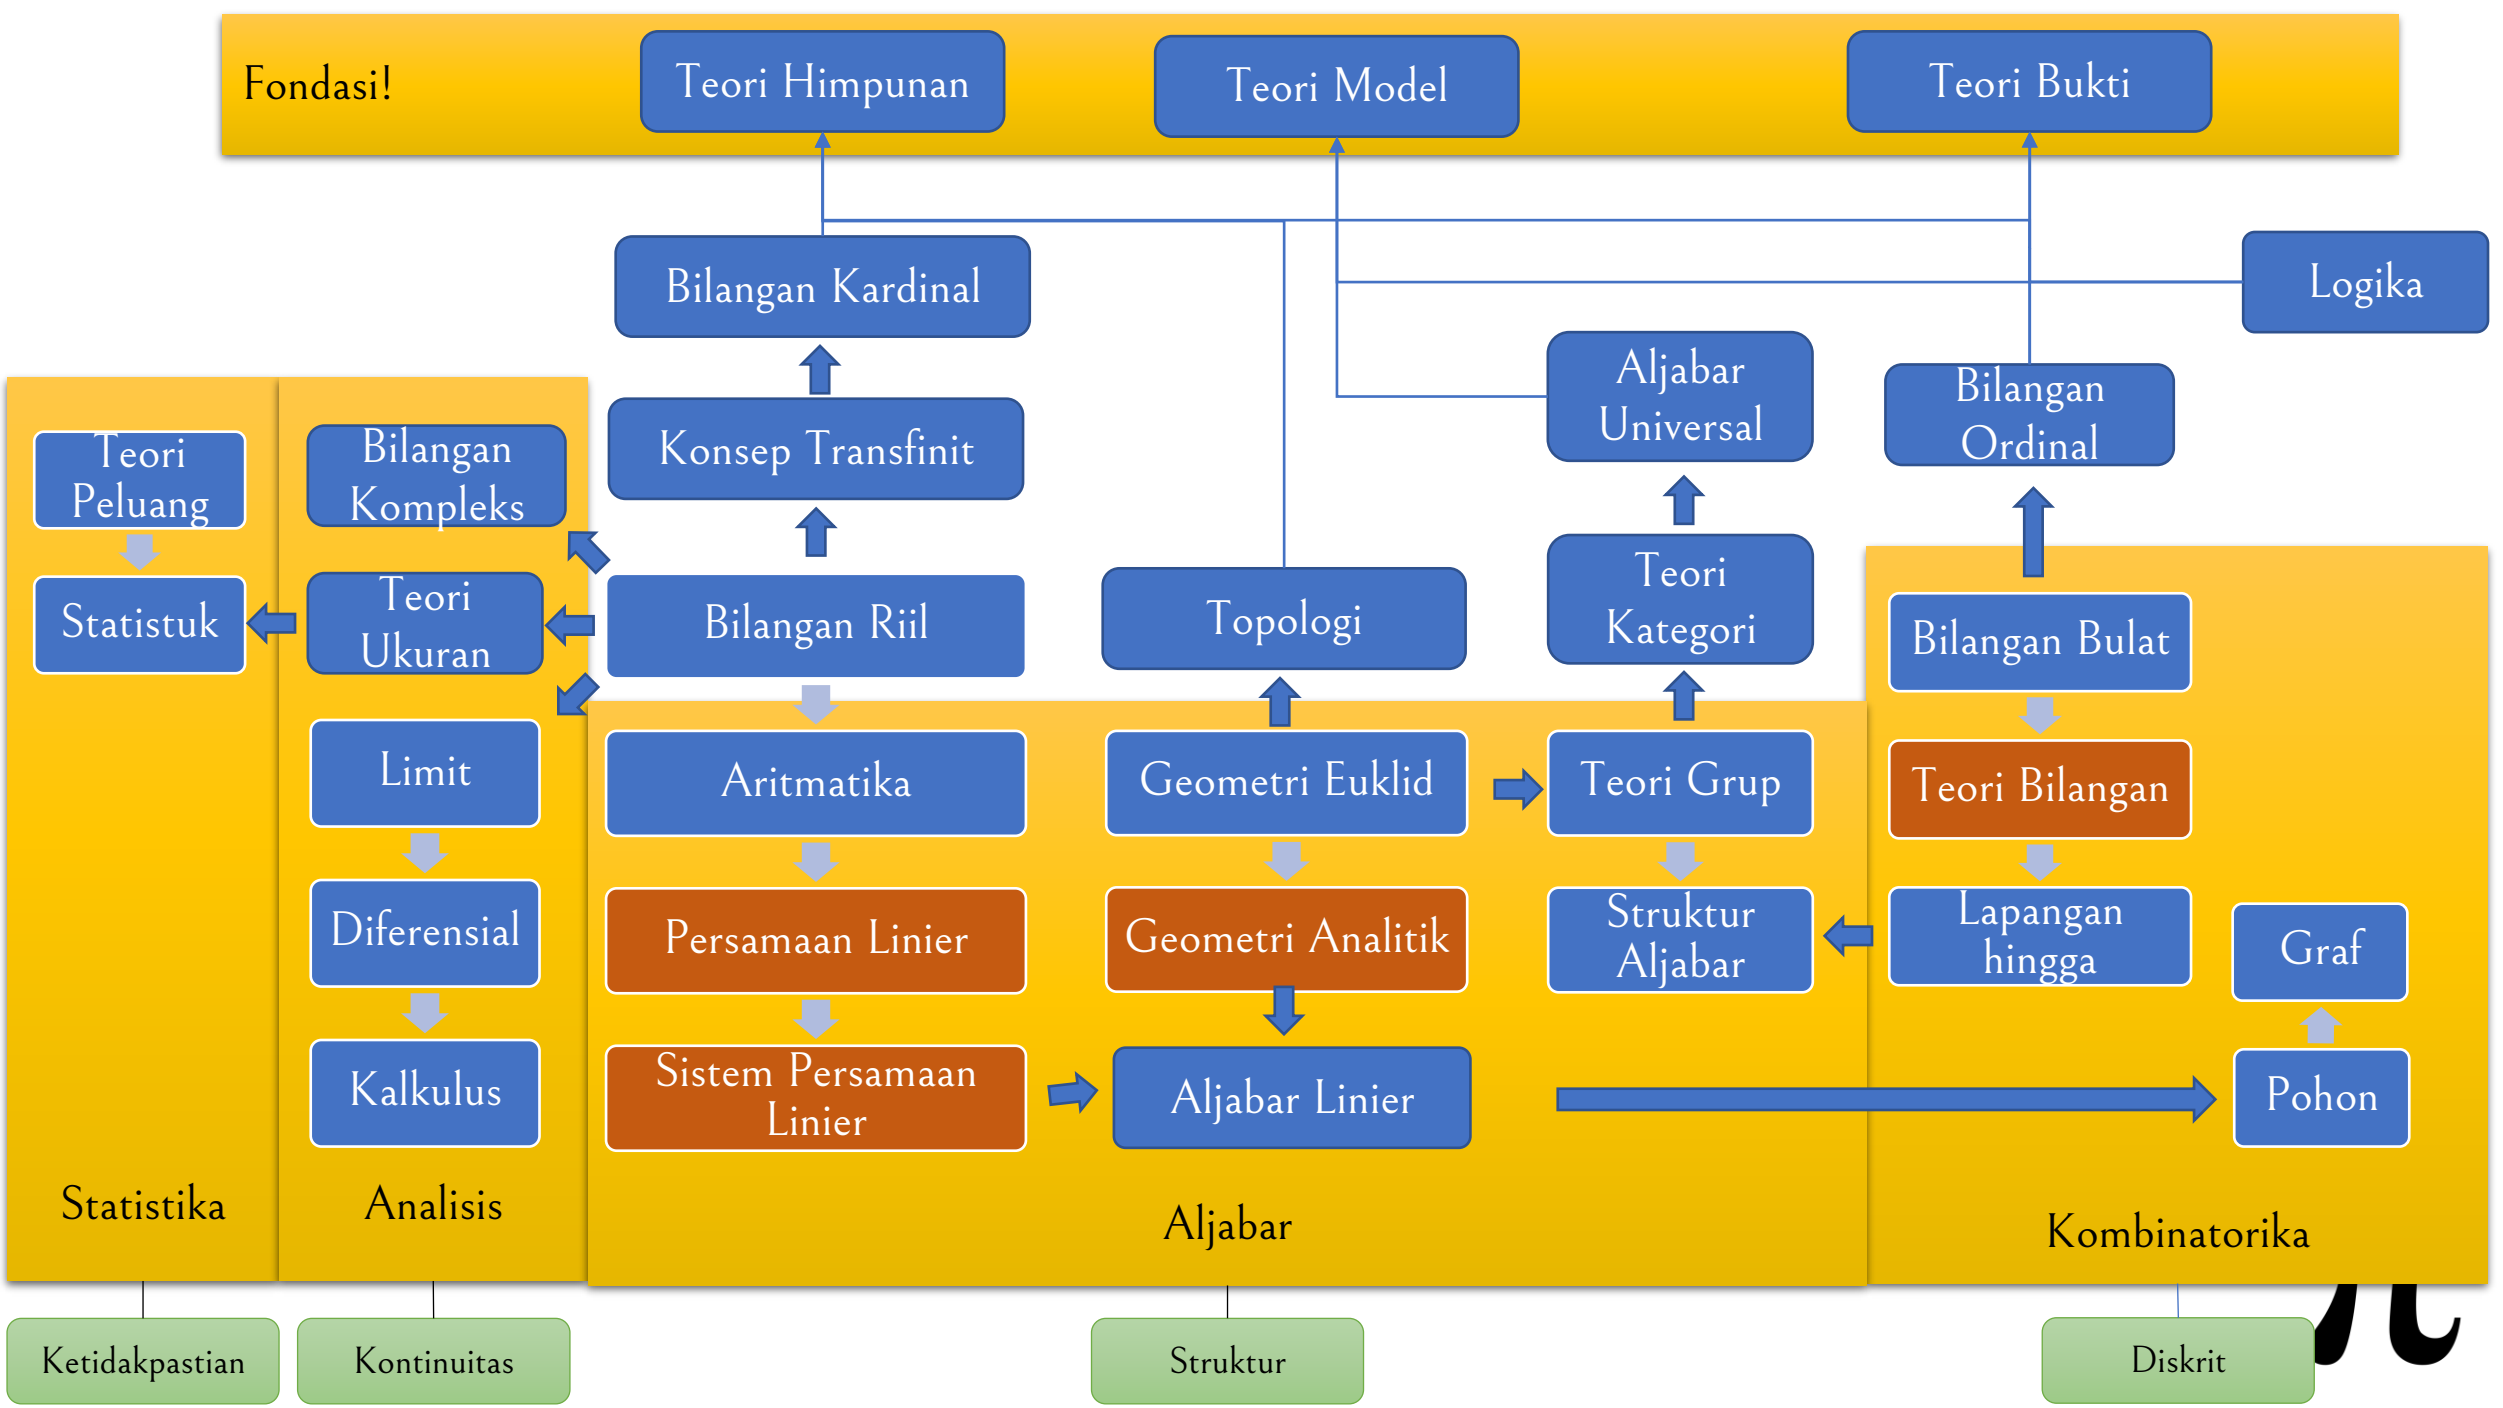 Fondasi!
Teori Himpunan
Teori Model
Teori Bukti
Bilangan Kardinal
Logika
Aljabar
Universal
Bilangan
Ordinal
Konsep Transfinit
Teori
Peluang
Bilangan
Kompleks
Statistuk
Teori
Ukuran
Bilangan Riil
Topologi
Teori
Kategori
Bilangan Bulat
Limit
Aritmatika
Geometri Euklid
Teori Grup
Teori Bilangan
Diferensial
Persamaan Linier
Geometri Analitik
Struktur
Aljabar
Lapangan
hingga
Graf
Kalkulus
Sistem Persamaan
Linier
Aljabar Linier
Pohon
Statistika
Analisis
Aljabar
Kombinatorika
π
Ketidakpastian
Kontinuitas
Struktur
Diskrit